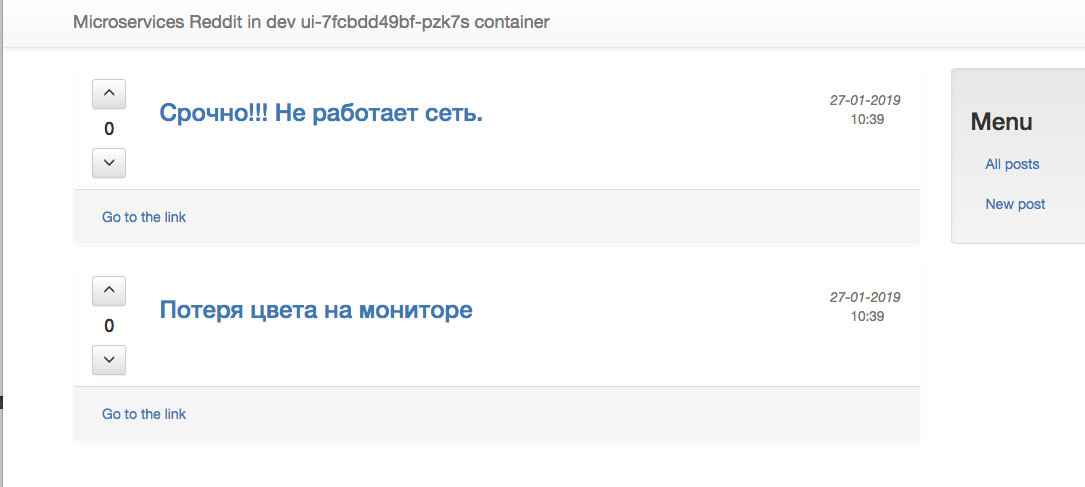 Microservices Reddit in dev ui-7fcbdd49bf-pzk7s container
0
Срочно!!! Не работает сеть.
27-01-2019
10:39
Go to the link
0
Потеря цвета на мониторе
27-01-2019
10:39
Go to the link
Menu
All posts
New post